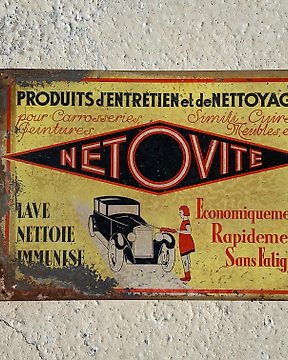 PRODUITS d'ENTRETIEN et de NETTOYAG
pour Carrosseries, Simili-Cuirs
Peintures, Meubles, e
NETOVITE
LAVE
NETTOIE
IMMUNISE
Economiqueme
Rapideme
Sans Fatig